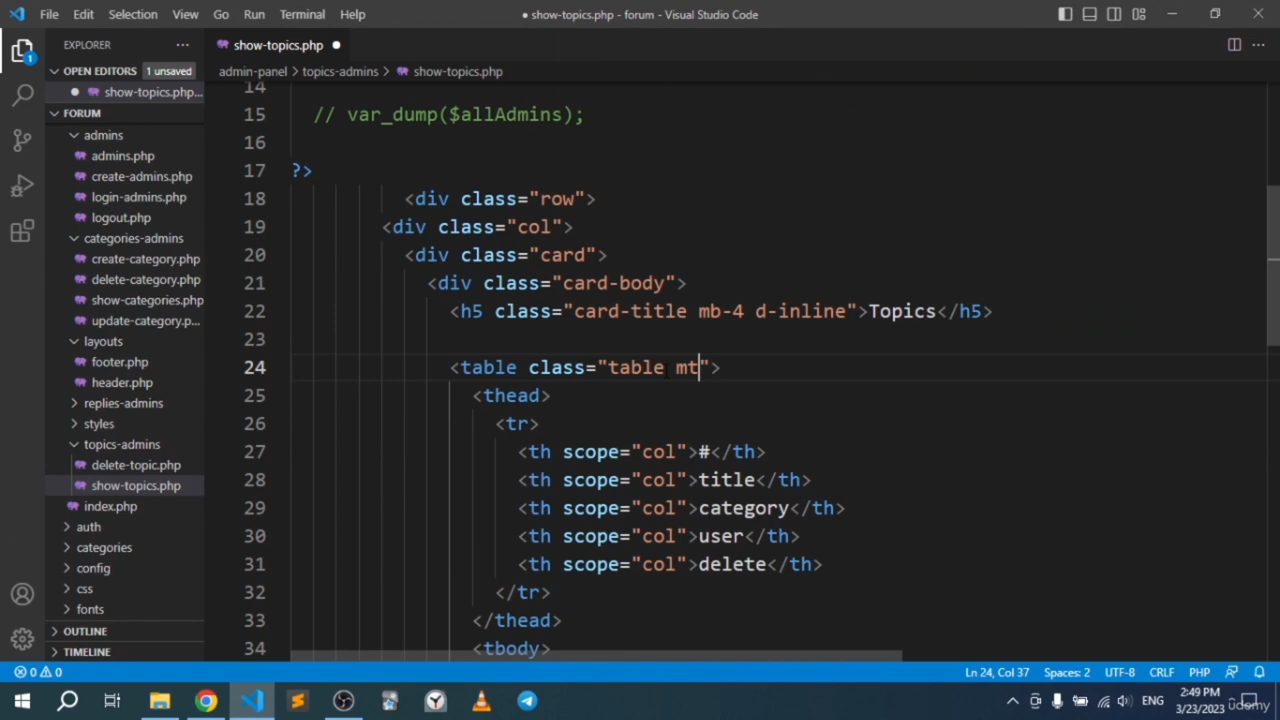 File Edit Selection View Go Run Terminal Help
● show-topics.php - forum - Visual Studio Code
EXPLORER
show-topics.php
OPEN EDITORS 1 unsaved
admin-panel > topics-admins > show-topics.php
show-topics.php...
FORUM
admins
admins.php
create-admins.php
login-admins.php
logout.php
categories-admins
create-category.php
delete-category.php
show-categories.php
update-category.p...
layouts
footer.php
header.php
replies-admins
styles
topics-admins
delete-topic.php
show-topics.php
index.php
auth
categories
config
css
fonts
OUTLINE
TIMELINE
1
14
15 // var_dump($allAdmins);
16
17 ?>
18 <div class="row">
19 <div class="col">
20 <div class="card">
21 <div class="card-body">
22 <h5 class="card-title mb-4 d-inline">Topics</h5>
23
24 <table class="table mt">
25 <thead>
26 <tr>
27 <th scope="col">#</th>
28 <th scope="col">title</th>
29 <th scope="col">category</th>
30 <th scope="col">user</th>
31 <th scope="col">delete</th>
32 </tr>
33 </thead>
34 <tbody>
0 0
Ln 24, Col 37 Spaces: 2 UTF-8 CRLF PHP
ENG
2:49 PM
3/23/2023
udemy